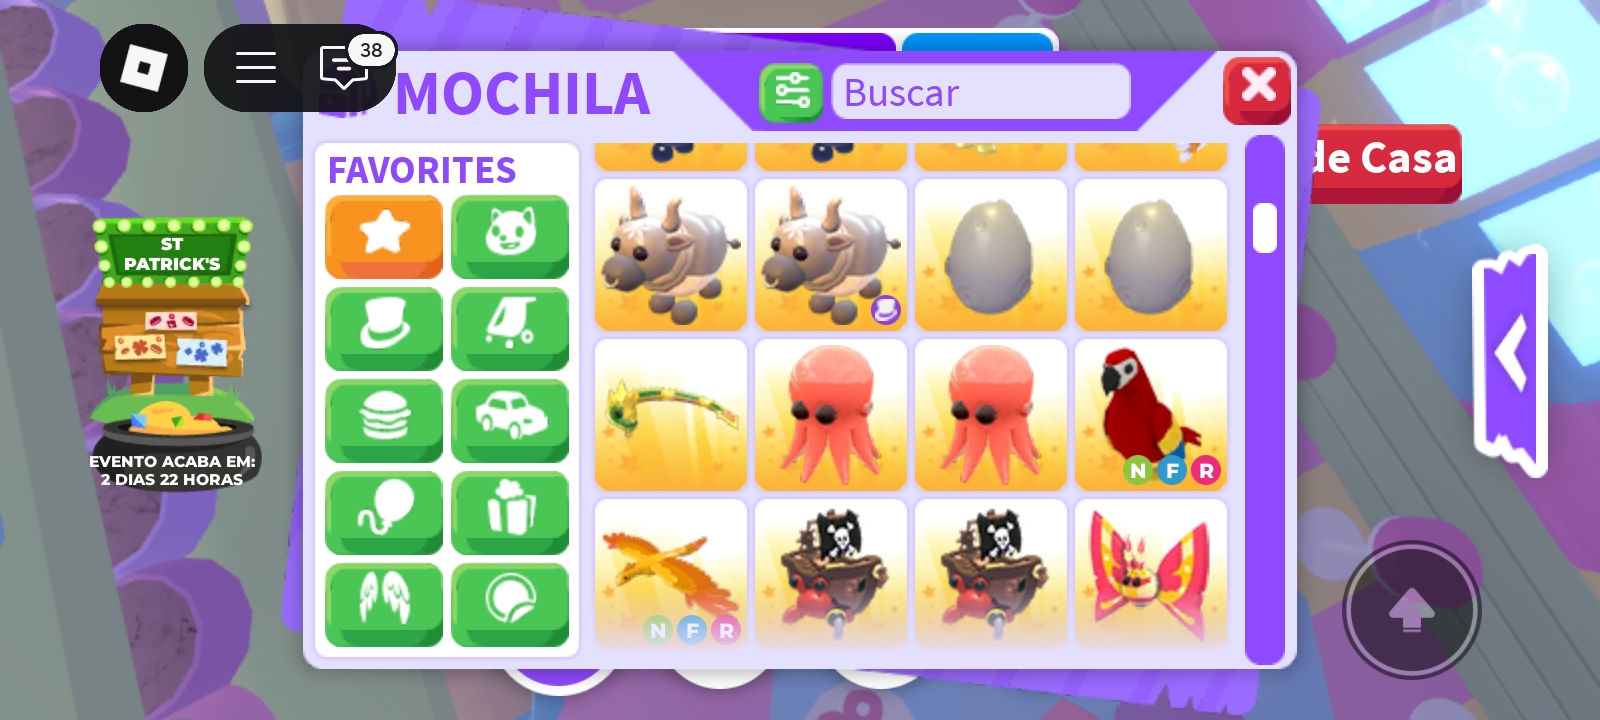 38
MOCHILA
Buscar
FAVORITES
de Casa
ST
PATRICK'S
EVENTO ACABA EM:
2 DIAS 22 HORAS
N F R
N F R